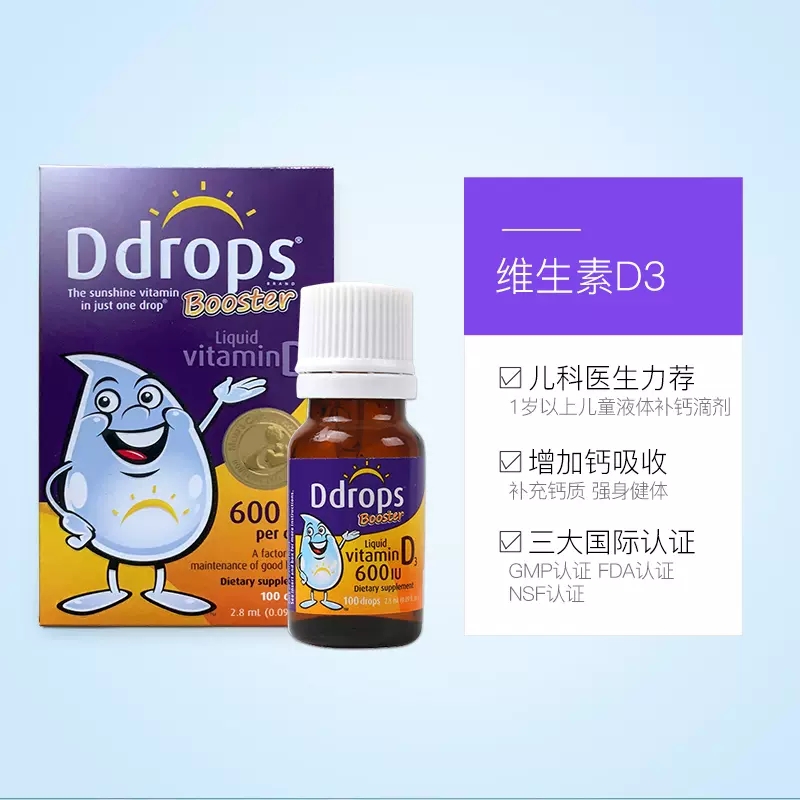 Ddrops®
BRAND
The sunshine vitamin
in just one drop®
Booster
Liquid
vitamin D
600
per
A factor
maintenance of good
Dietary supplem
100
2.8 mL (0.09
Ddrops
Booster
Liquid
vitamin D3
600 IU
Dietary supplement
100 drops
维生素D3
儿科医生力荐
1岁以上儿童液体补钙滴剂
增加钙吸收
补充钙质 强身健体
三大国际认证
GMP认证 FDA认证
NSF认证